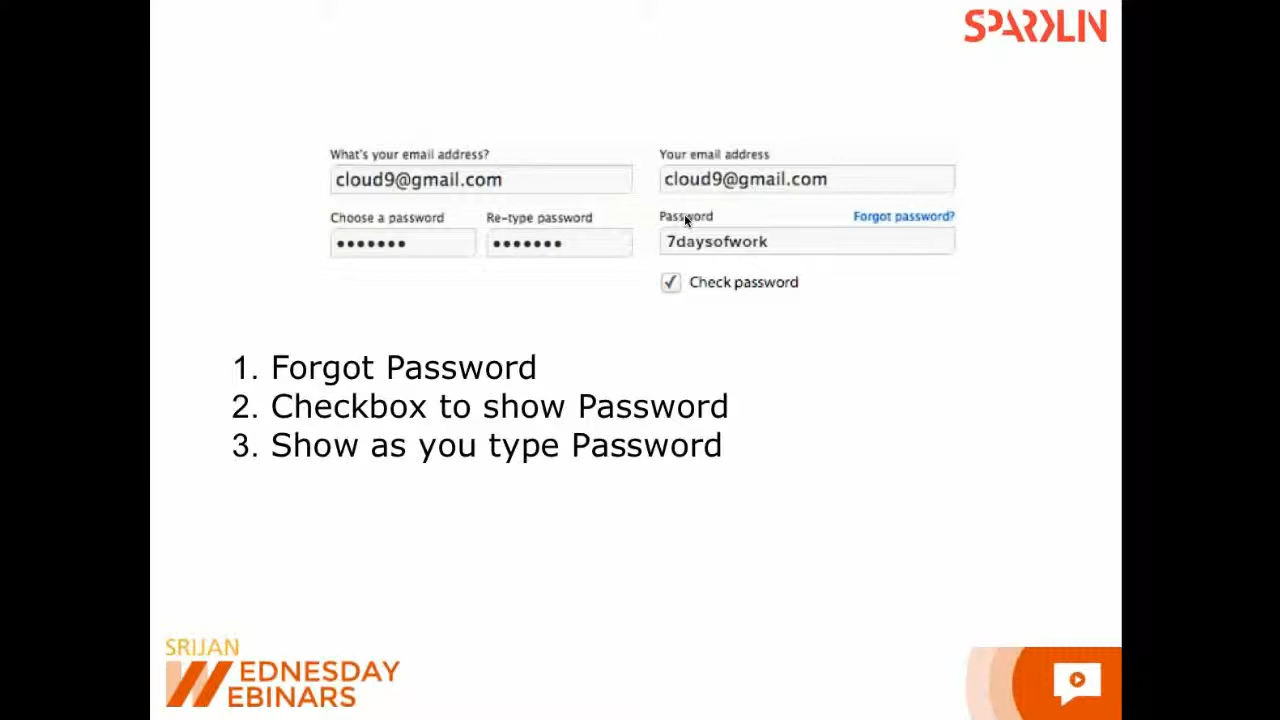 SPARKLIN
What's your email address?
cloud9@gmail.com
Choose a password
Re-type password
•••••••
•••••••
Your email address
cloud9@gmail.com
Password
Forgot password?
7daysofwork
Check password
1. Forgot Password
2. Checkbox to show Password
3. Show as you type Password
SRIJAN
WEDNESDAY
WEBINARS